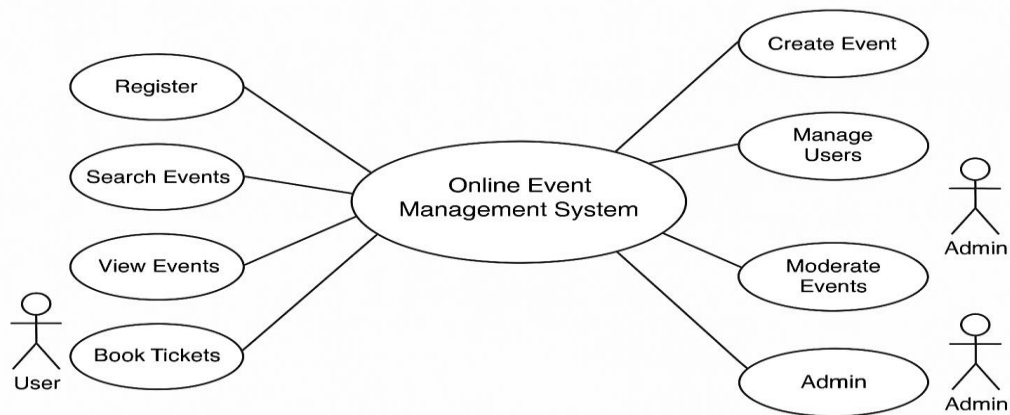 Register
Search Events
View Events
Book Tickets
User
Online Event
Management System
Create Event
Manage
Users
Admin
Moderate
Events
Admin
Admin